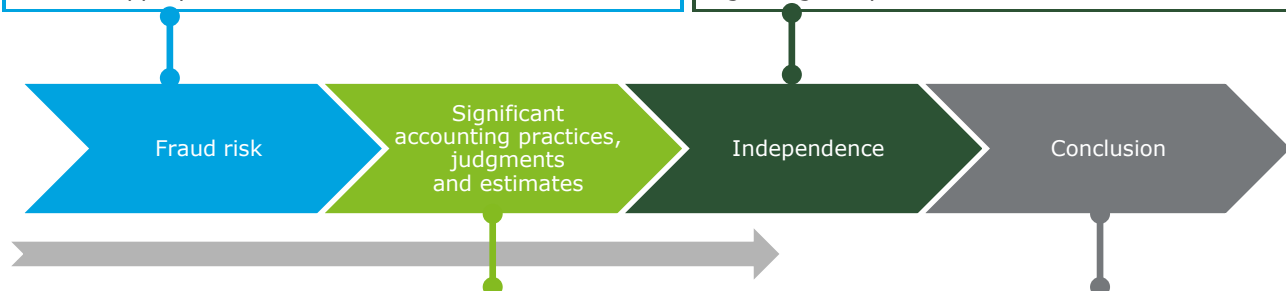 Fraud risk
Significant
accounting practices,
judgments
and estimates
Independence
Conclusion